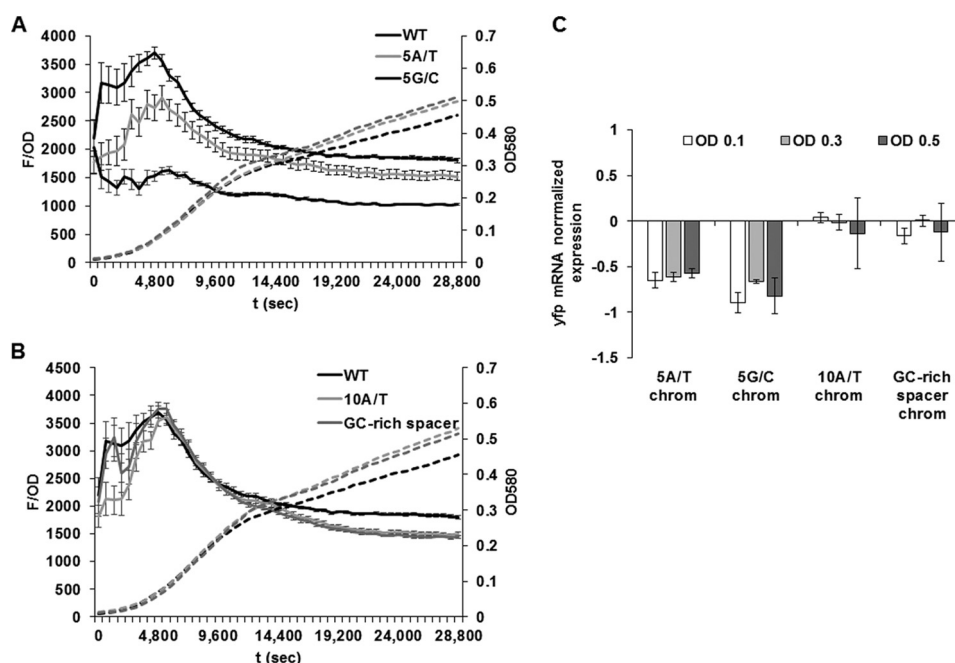 A
F/OD
4000
3500
3000
2500
2000
1500
1000
500
0
WT
5A/T
5G/C
0.7
0.6
0.5
0.4
0.3
0.2
0.1
0
OD580
0 4,800 9,600 14,400 19,200 24,000 28,800
t (sec)
B
F/OD
4500
4000
3500
3000
2500
2000
1500
1000
500
0
WT
10A/T
GC-rich spacer
0.7
0.6
0.5
0.4
0.3
0.2
0.1
0
OD580
0 4,800 9,600 14,400 19,200 24,000 28,800
t (sec)
C
yfp mRNA normalized
expression
OD 0.1 OD 0.3 OD 0.5
1
0.5
0
-0.5
-1
-1.5
5A/T
chrom
5G/C
chrom
10A/T
chrom
GC-rich
spacer
chrom